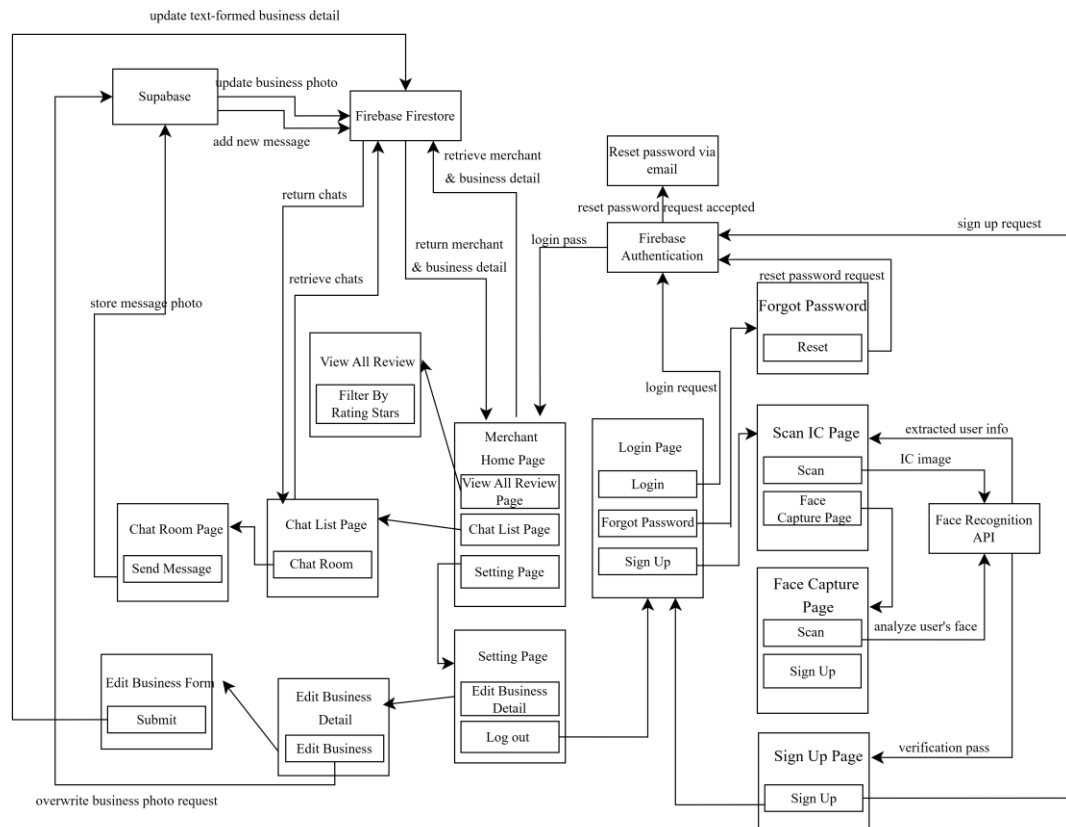 update text-formed business detail
Supabase
update business photo
Firebase Firestore
add new message
Reset password via
email
retrieve merchant
& business detail
return chats
reset password request accepted
sign up request
Firebase
Authentication
login pass
return merchant
& business detail
retrieve chats
reset password request
store message photo
Forgot Password
Reset
View All Review
Filter By
Rating Stars
login request
Merchant
Home Page
View All Review
Page
Chat List Page
Setting Page
Login Page
Login
Forgot Password
Sign Up
Scan IC Page
Scan
Face
Capture Page
extracted user info
IC image
Face Recognition
API
Chat Room Page
Send Message
Chat List Page
Chat Room
Face Capture
Page
Scan
Sign Up
analyze user's face
Setting Page
Edit Business
Detail
Log out
Edit Business Form
Submit
Edit Business
Detail
Edit Business
verification pass
Sign Up Page
Sign Up
overwrite business photo request